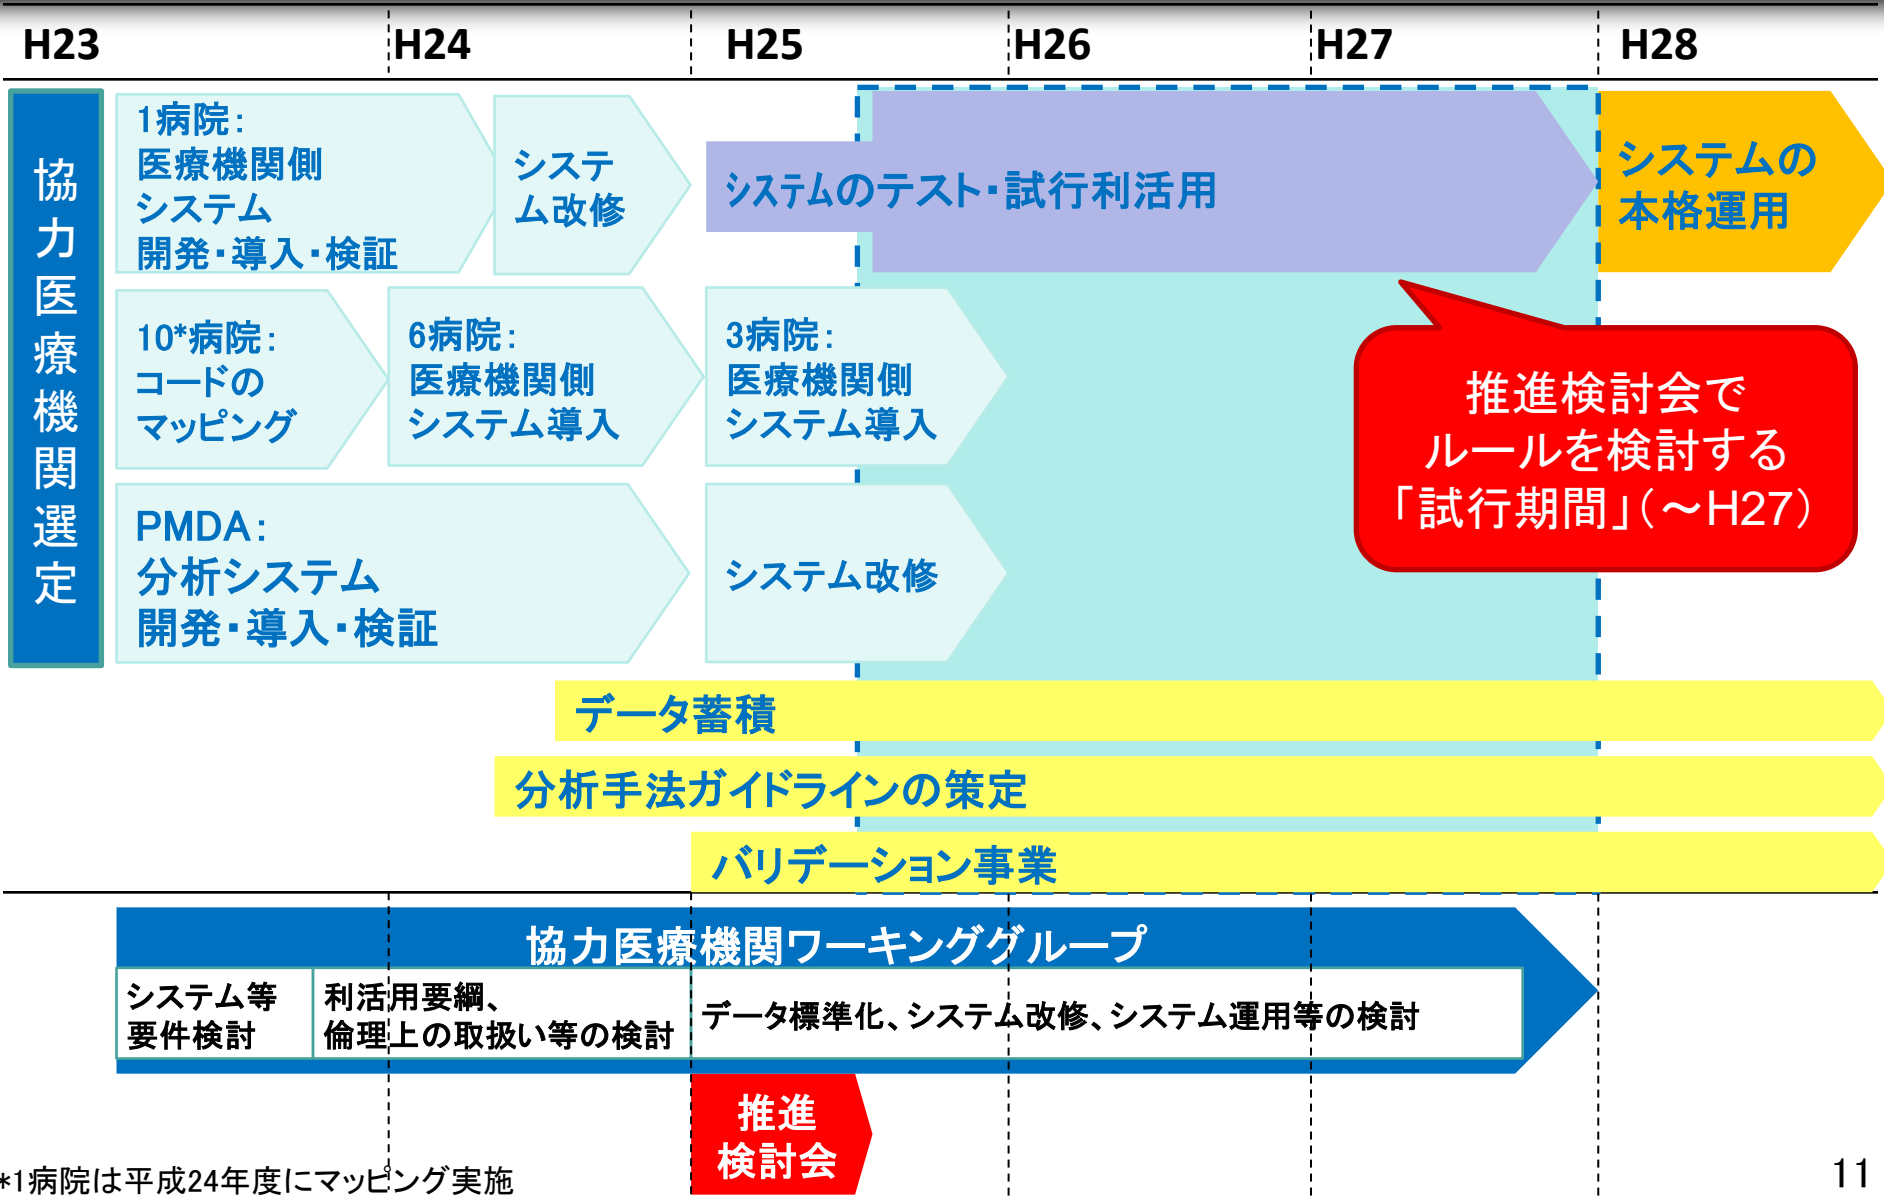 H23
H24
H25
H26
H27
H28
協力医療機関選定
1病院：
医療機関側
システム
開発・導入・検証
システ
ム改修
システムのテスト・試行利活用
システムの
本格運用
10*病院：
コードの
マッピング
6病院：
医療機関側
システム導入
3病院：
医療機関側
システム導入
推進検討会で
ルールを検討する
「試行期間」（～H27）
PMDA：
分析システム
開発・導入・検証
システム改修
データ蓄積
分析手法ガイドラインの策定
バリデーション事業
協力医療機関ワーキンググループ
システム等
要件検討
利活用要綱、
倫理上の取扱い等の検討
データ標準化、システム改修、システム運用等の検討
推進
検討会
*1病院は平成24年度にマッピング実施
11